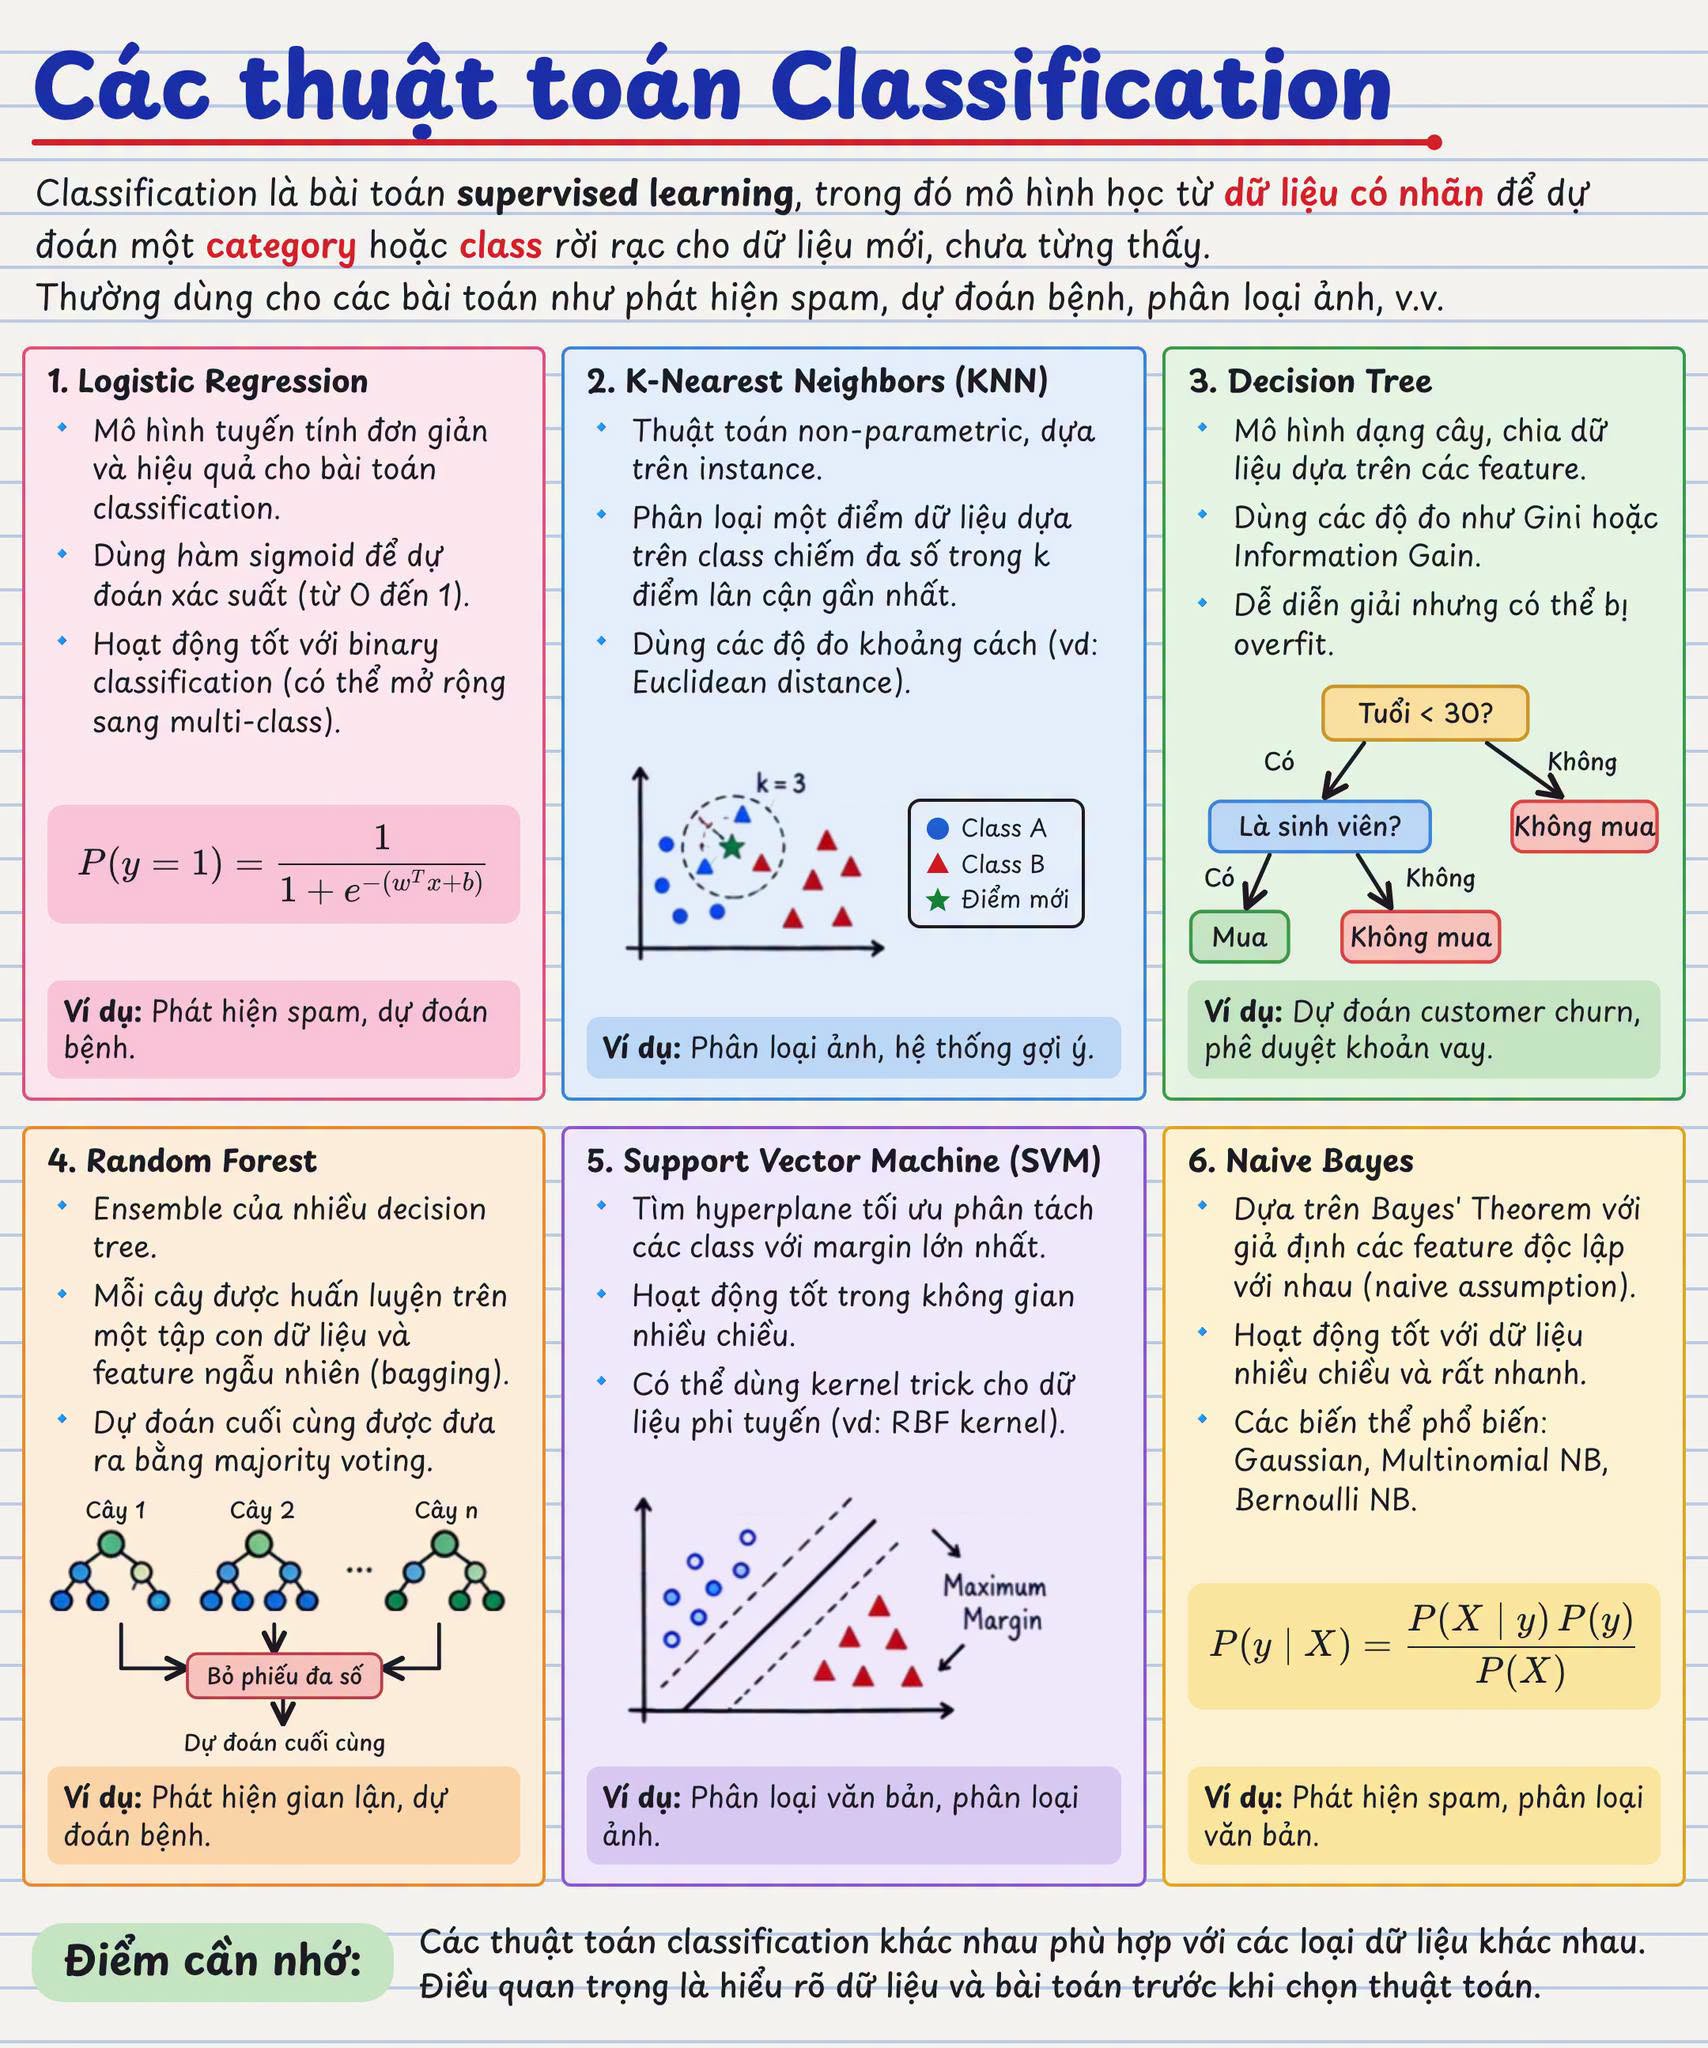 Các thuật toán Classification
Classification là bài toán supervised learning, trong đó mô hình học từ dữ liệu có nhãn để dự
đoán một category hoặc class rời rạc cho dữ liệu mới, chưa từng thấy.
Thường dùng cho các bài toán như phát hiện spam, dự đoán bệnh, phân loại ảnh, v.v.
1. Logistic Regression
Mô hình tuyến tính đơn giản
và hiệu quả cho bài toán
classification.
Dùng hàm sigmoid để dự
đoán xác suất (từ 0 đến 1).
Hoạt động tốt với binary
classification (có thể mở rộng
sang multi-class).
P(y = 1) = 1 / (1 + e^{-(w^T x+b)})
Ví dụ: Phát hiện spam, dự đoán
bệnh.
2. K-Nearest Neighbors (KNN)
Thuật toán non-parametric, dựa
trên instance.
Phân loại một điểm dữ liệu dựa
trên class chiếm đa số trong k
điểm lân cận gần nhất.
Dùng các độ đo khoảng cách (vd:
Euclidean distance).
k = 3
Class A
Class B
Điểm mới
Ví dụ: Phân loại ảnh, hệ thống gợi ý.
3. Decision Tree
Mô hình dạng cây, chia dữ
liệu dựa trên các feature.
Dùng các độ đo như Gini hoặc
Information Gain.
Dễ diễn giải nhưng có thể bị
overfit.
Tuổi < 30?
Có
Không
Là sinh viên?
Không mua
Có
Không
Mua
Không mua
Ví dụ: Dự đoán customer churn,
phê duyệt khoản vay.
4. Random Forest
Ensemble của nhiều decision
tree.
Mỗi cây được huấn luyện trên
một tập con dữ liệu và
feature ngẫu nhiên (bagging).
Dự đoán cuối cùng được đưa
ra bằng majority voting.
Cây 1
Cây 2
Cây n
...
Bỏ phiếu đa số
Dự đoán cuối cùng
Ví dụ: Phát hiện gian lận, dự
đoán bệnh.
5. Support Vector Machine (SVM)
Tìm hyperplane tối ưu phân tách
các class với margin lớn nhất.
Hoạt động tốt trong không gian
nhiều chiều.
Có thể dùng kernel trick cho dữ
liệu phi tuyến (vd: RBF kernel).
Maximum
Margin
Ví dụ: Phân loại văn bản, phân loại
ảnh.
6. Naive Bayes
Dựa trên Bayes' Theorem với
giả định các feature độc lập
với nhau (naive assumption).
Hoạt động tốt với dữ liệu
nhiều chiều và rất nhanh.
Các biến thể phổ biến:
Gaussian, Multinomial NB,
Bernoulli NB.
P(y | X) = P(X | y) P(y) / P(X)
Ví dụ: Phát hiện spam, phân loại
văn bản.
Điểm cần nhớ:
Các thuật toán classification khác nhau phù hợp với các loại dữ liệu khác nhau.
Điều quan trọng là hiểu rõ dữ liệu và bài toán trước khi chọn thuật toán.